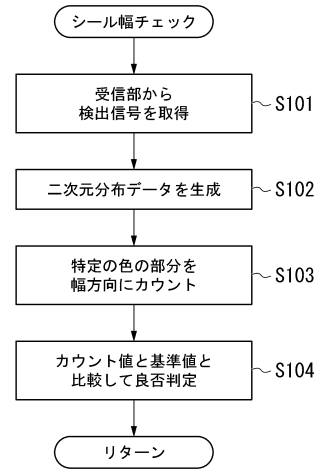 シール幅チェック
受信部から
検出信号を取得
S101
二次元分布データを生成
S102
特定の色の部分を
幅方向にカウント
S103
カウント値と基準値と
比較して良否判定
S104
リターン